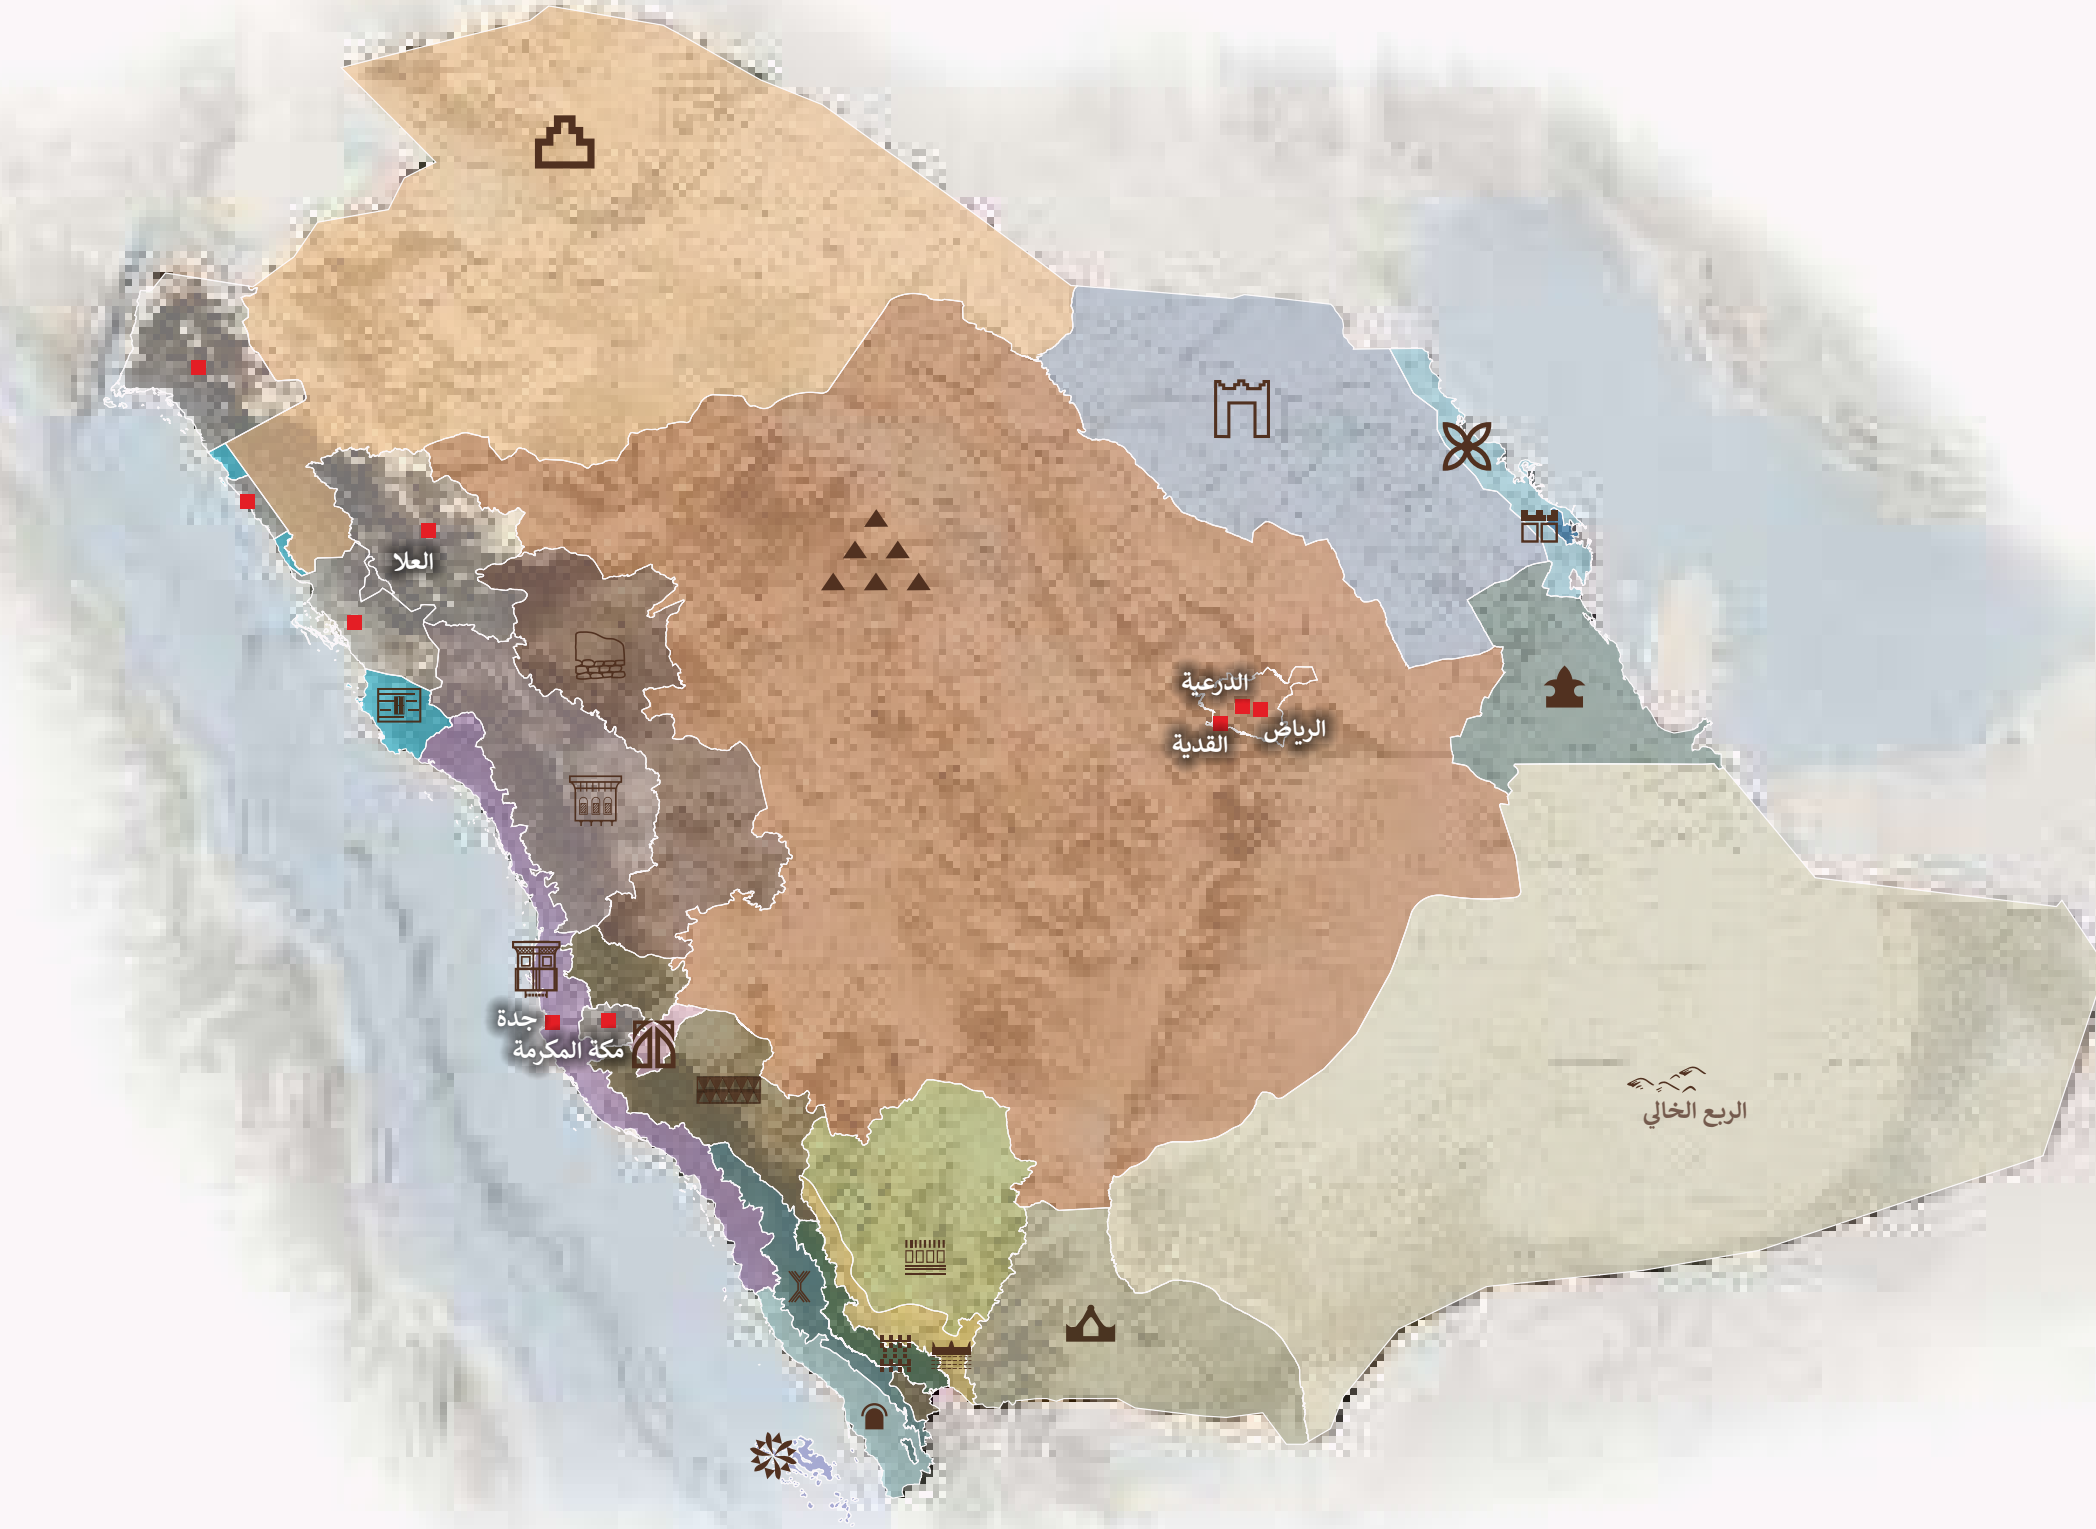 العلا
الدرعية
الرياض
القدية
جدة
مكة المكرمة
الربع الخالي